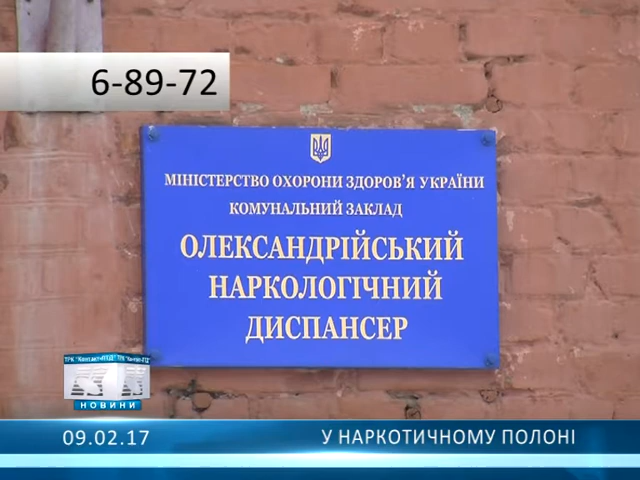 6-89-72
МІНІСТЕРСТВО ОХОРОНИ ЗДОРОВ'Я УКРАЇНИ
КОМУНАЛЬНИЙ ЗАКЛАД
ОЛЕКСАНДРІЙСЬКИЙ
НАРКОЛОГІЧНИЙ
ДИСПАНСЕР
НОВИНИ
09.02.17
У НАРКОТИЧНОМУ ПОЛОНІ